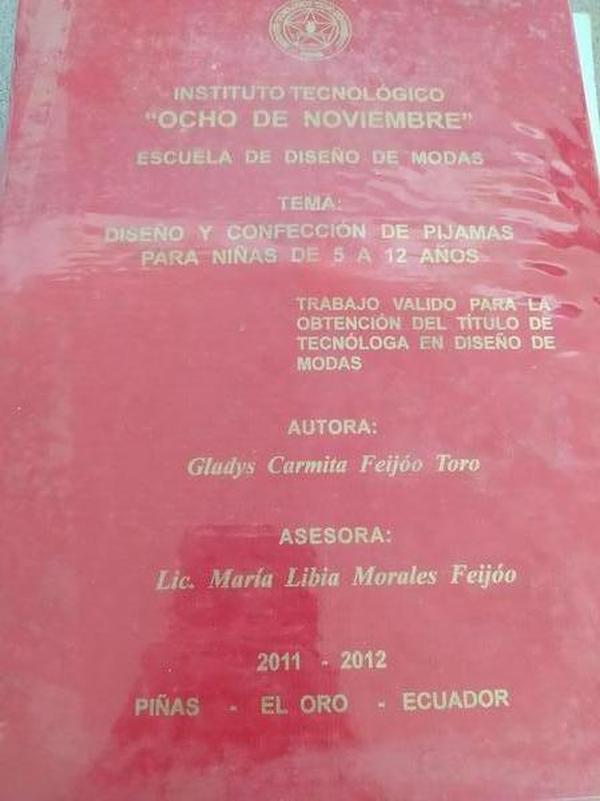 INSTITUTO TECNOLÓGICO
"OCHO DE NOVIEMBRE"
ESCUELA DE DISEÑO DE MODAS
TEMA:
DISEÑO Y CONFECCIÓN DE PIJAMAS
PARA NIÑAS DE 5 A 12 AÑOS
TRABAJO VALIDO PARA LA
OBTENCIÓN DEL TÍTULO DE
TECNÓLOGA EN DISEÑO DE
MODAS
AUTORA:
Gladys Carmita Feijóo Toro
ASESORA:
Lic. María Libia Morales Feijóo
2011 - 2012
PIÑAS - EL ORO - ECUADOR